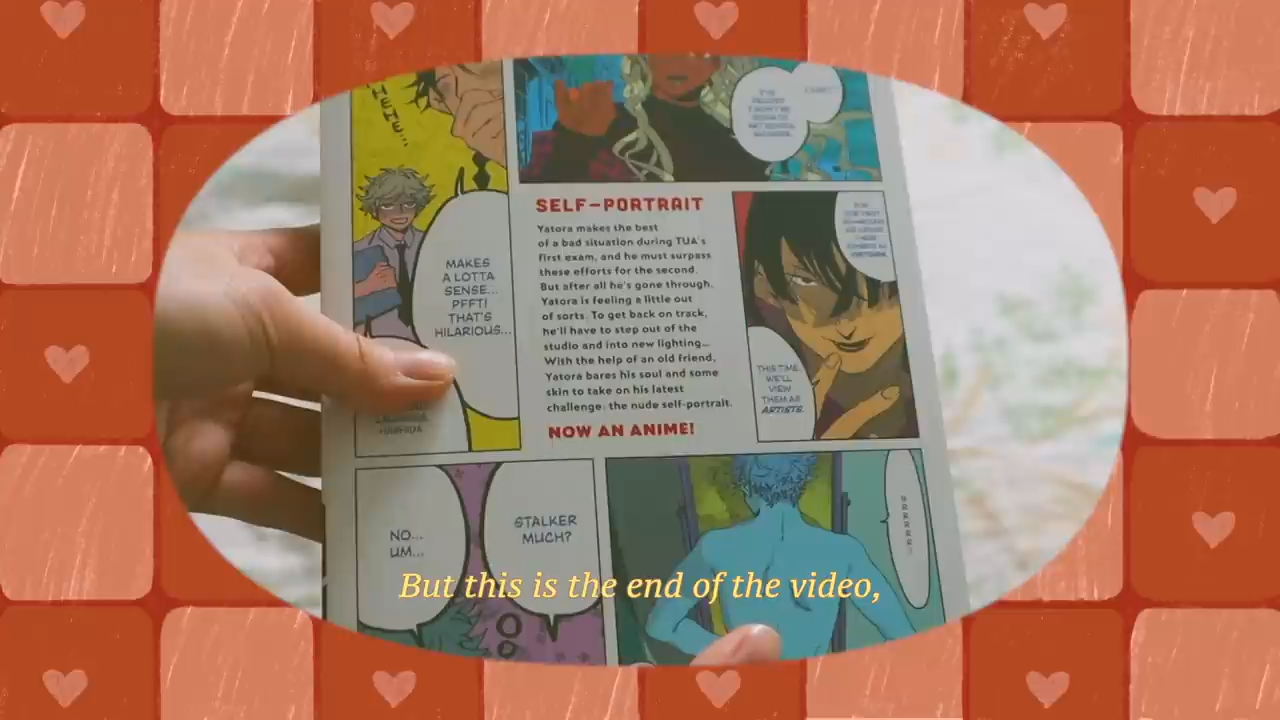 HEHE...
MAKES
A LOTTA
SENSE...
PFFT!
THAT'S
HILARIOUS...
HASHIDA
SELF-PORTRAIT
Yatora makes the best
of a bad situation during TUA's
first exam, and he must surpass
these efforts for the second.
But after all he's gone through,
Yatora is feeling a little out
of sorts. To get back on track,
he'll have to step out of the
studio and into new lighting...
With the help of an old friend,
Yatora bares his soul and some
skin to take on his latest
challenge: the nude self-portrait.
NOW AN ANIME!
THIS TIME,
WE'LL
VIEW
THEM AS
ARTISTS.
NO...
UM...
STALKER
MUCH?
But this is the end of the video,